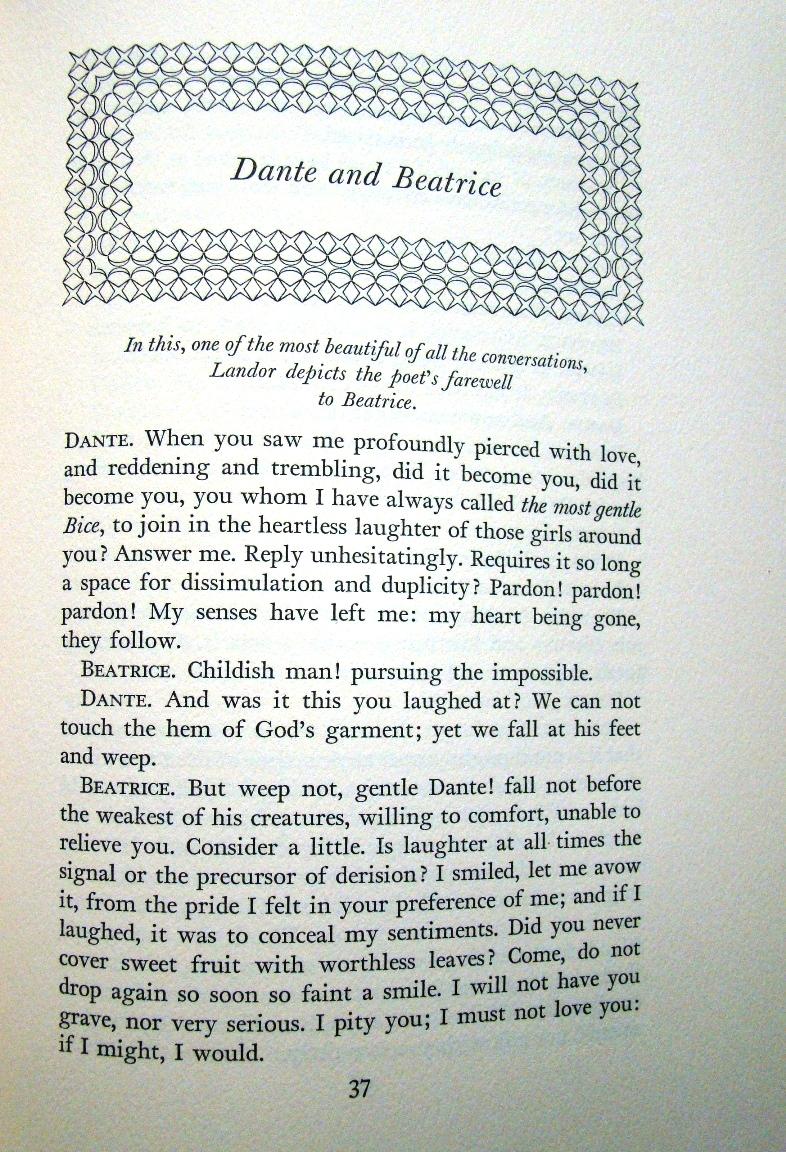 Dante and Beatrice
In this, one of the most beautiful of all the conversations,
Landor depicts the poet's farewell
to Beatrice.
DANTE. When you saw me profoundly pierced with love,
and reddening and trembling, did it become you, did it
become you, you whom I have always called the most gentle
Bice, to join in the heartless laughter of those girls around
you? Answer me. Reply unhesitatingly. Requires it so long
a space for dissimulation and duplicity? Pardon! pardon!
pardon! My senses have left me: my heart being gone,
they follow.
BEATRICE. Childish man! pursuing the impossible.
DANTE. And was it this you laughed at? We can not
touch the hem of God's garment; yet we fall at his feet
and weep.
BEATRICE. But weep not, gentle Dante! fall not before
the weakest of his creatures, willing to comfort, unable to
relieve you. Consider a little. Is laughter at all times the
signal or the precursor of derision? I smiled, let me avow
it, from the pride I felt in your preference of me; and if I
laughed, it was to conceal my sentiments. Did you never
cover sweet fruit with worthless leaves? Come, do not
drop again so soon so faint a smile. I will not have you
grave, nor very serious. I pity you; I must not love you:
if I might, I would.
37